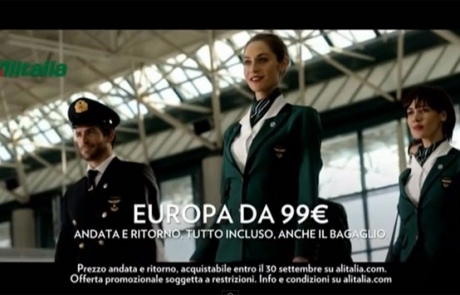 Alitalia
EUROPA DA 99€
ANDATA E RITORNO, TUTTO INCLUSO, ANCHE IL BAGAGLIO
Prezzo andata e ritorno, acquistabile entro il 30 settembre su alitalia.com.
Offerta promozionale soggetta a restrizioni. Info e condizioni su alitalia.com